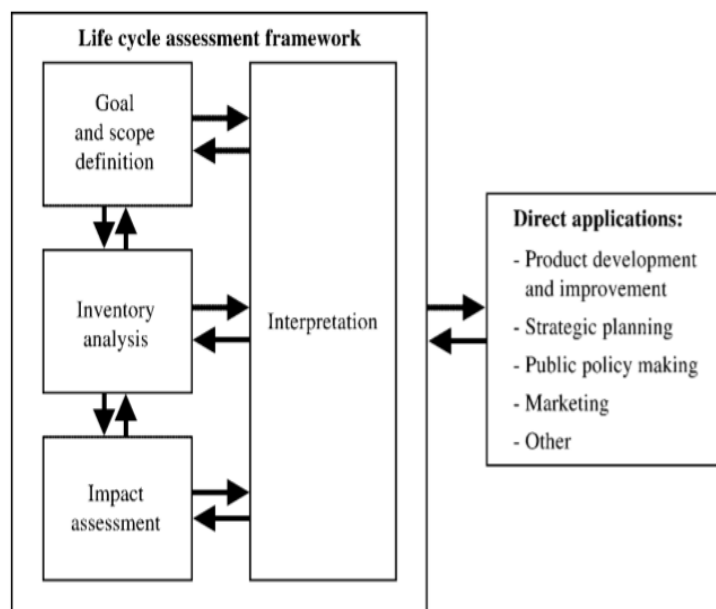 Life cycle assessment framework
Goal
and scope
definition
Inventory
analysis
Impact
assessment
Interpretation
Direct applications:
- Product development
and improvement
- Strategic planning
- Public policy making
- Marketing
- Other